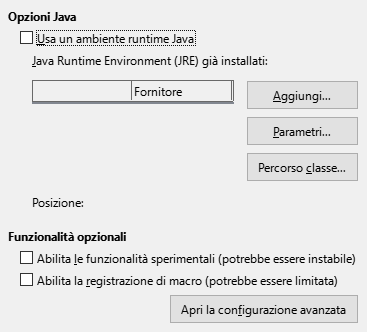 Opzioni Java
Usa un ambiente runtime Java
Java Runtime Environment (JRE) già installati:
Fornitore
Aggiungi...
Parametri...
Percorso classe...
Posizione:
Funzionalità opzionali
Abilita le funzionalità sperimentali (potrebbe essere instabile)
Abilita la registrazione di macro (potrebbe essere limitata)
Apri la configurazione avanzata